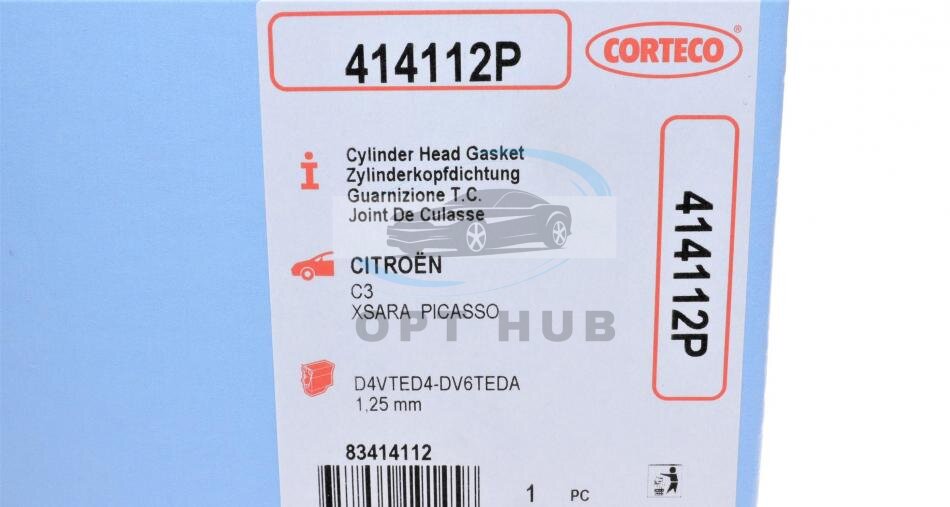 414112P
CORTECO®
Cylinder Head Gasket
Zylinderkopfdichtung
Guarnizione T.C.
Joint De Culasse
414112P
CITROËN
C3
XSARA PICASSO
OPT HUB
D4VTED4-DV6TEDA
1,25 mm
83414112
1 PC